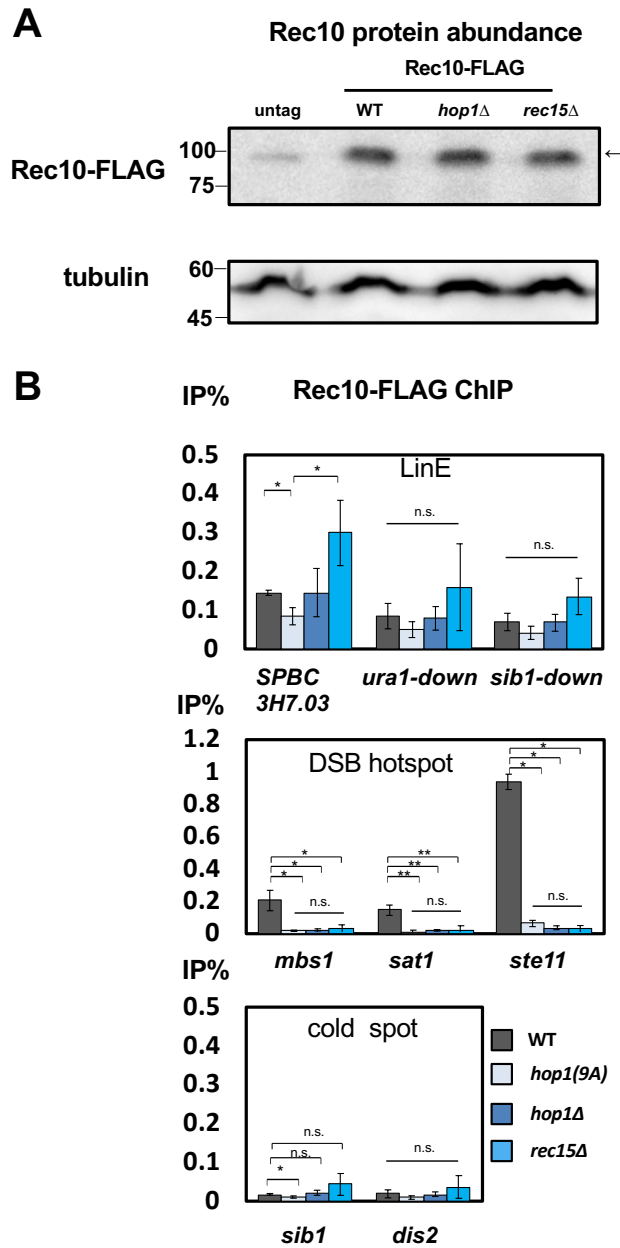 A
Rec10 protein abundance
Rec10-FLAG
untag WT hop1Δ rec15Δ
Rec10-FLAG
100
75
←
tubulin
60
45
B
IP% Rec10-FLAG ChIP
LinE
0.5
0.4
0.3
0.2
0.1
0
* *
n.s.
n.s.
SPBC 3H7.03
ura1-down
sib1-down
IP%
DSB hotspot
1.2
1
0.8
0.6
0.4
0.2
0
*
*
*
n.s.
**
**
**
n.s.
*
*
*
n.s.
mbs1 sat1 ste11
IP%
cold spot
0.5
0.4
0.3
0.2
0.1
0
n.s.
n.s.
*
n.s.
sib1 dis2
WT
hop1(9A)
hop1Δ
rec15Δ